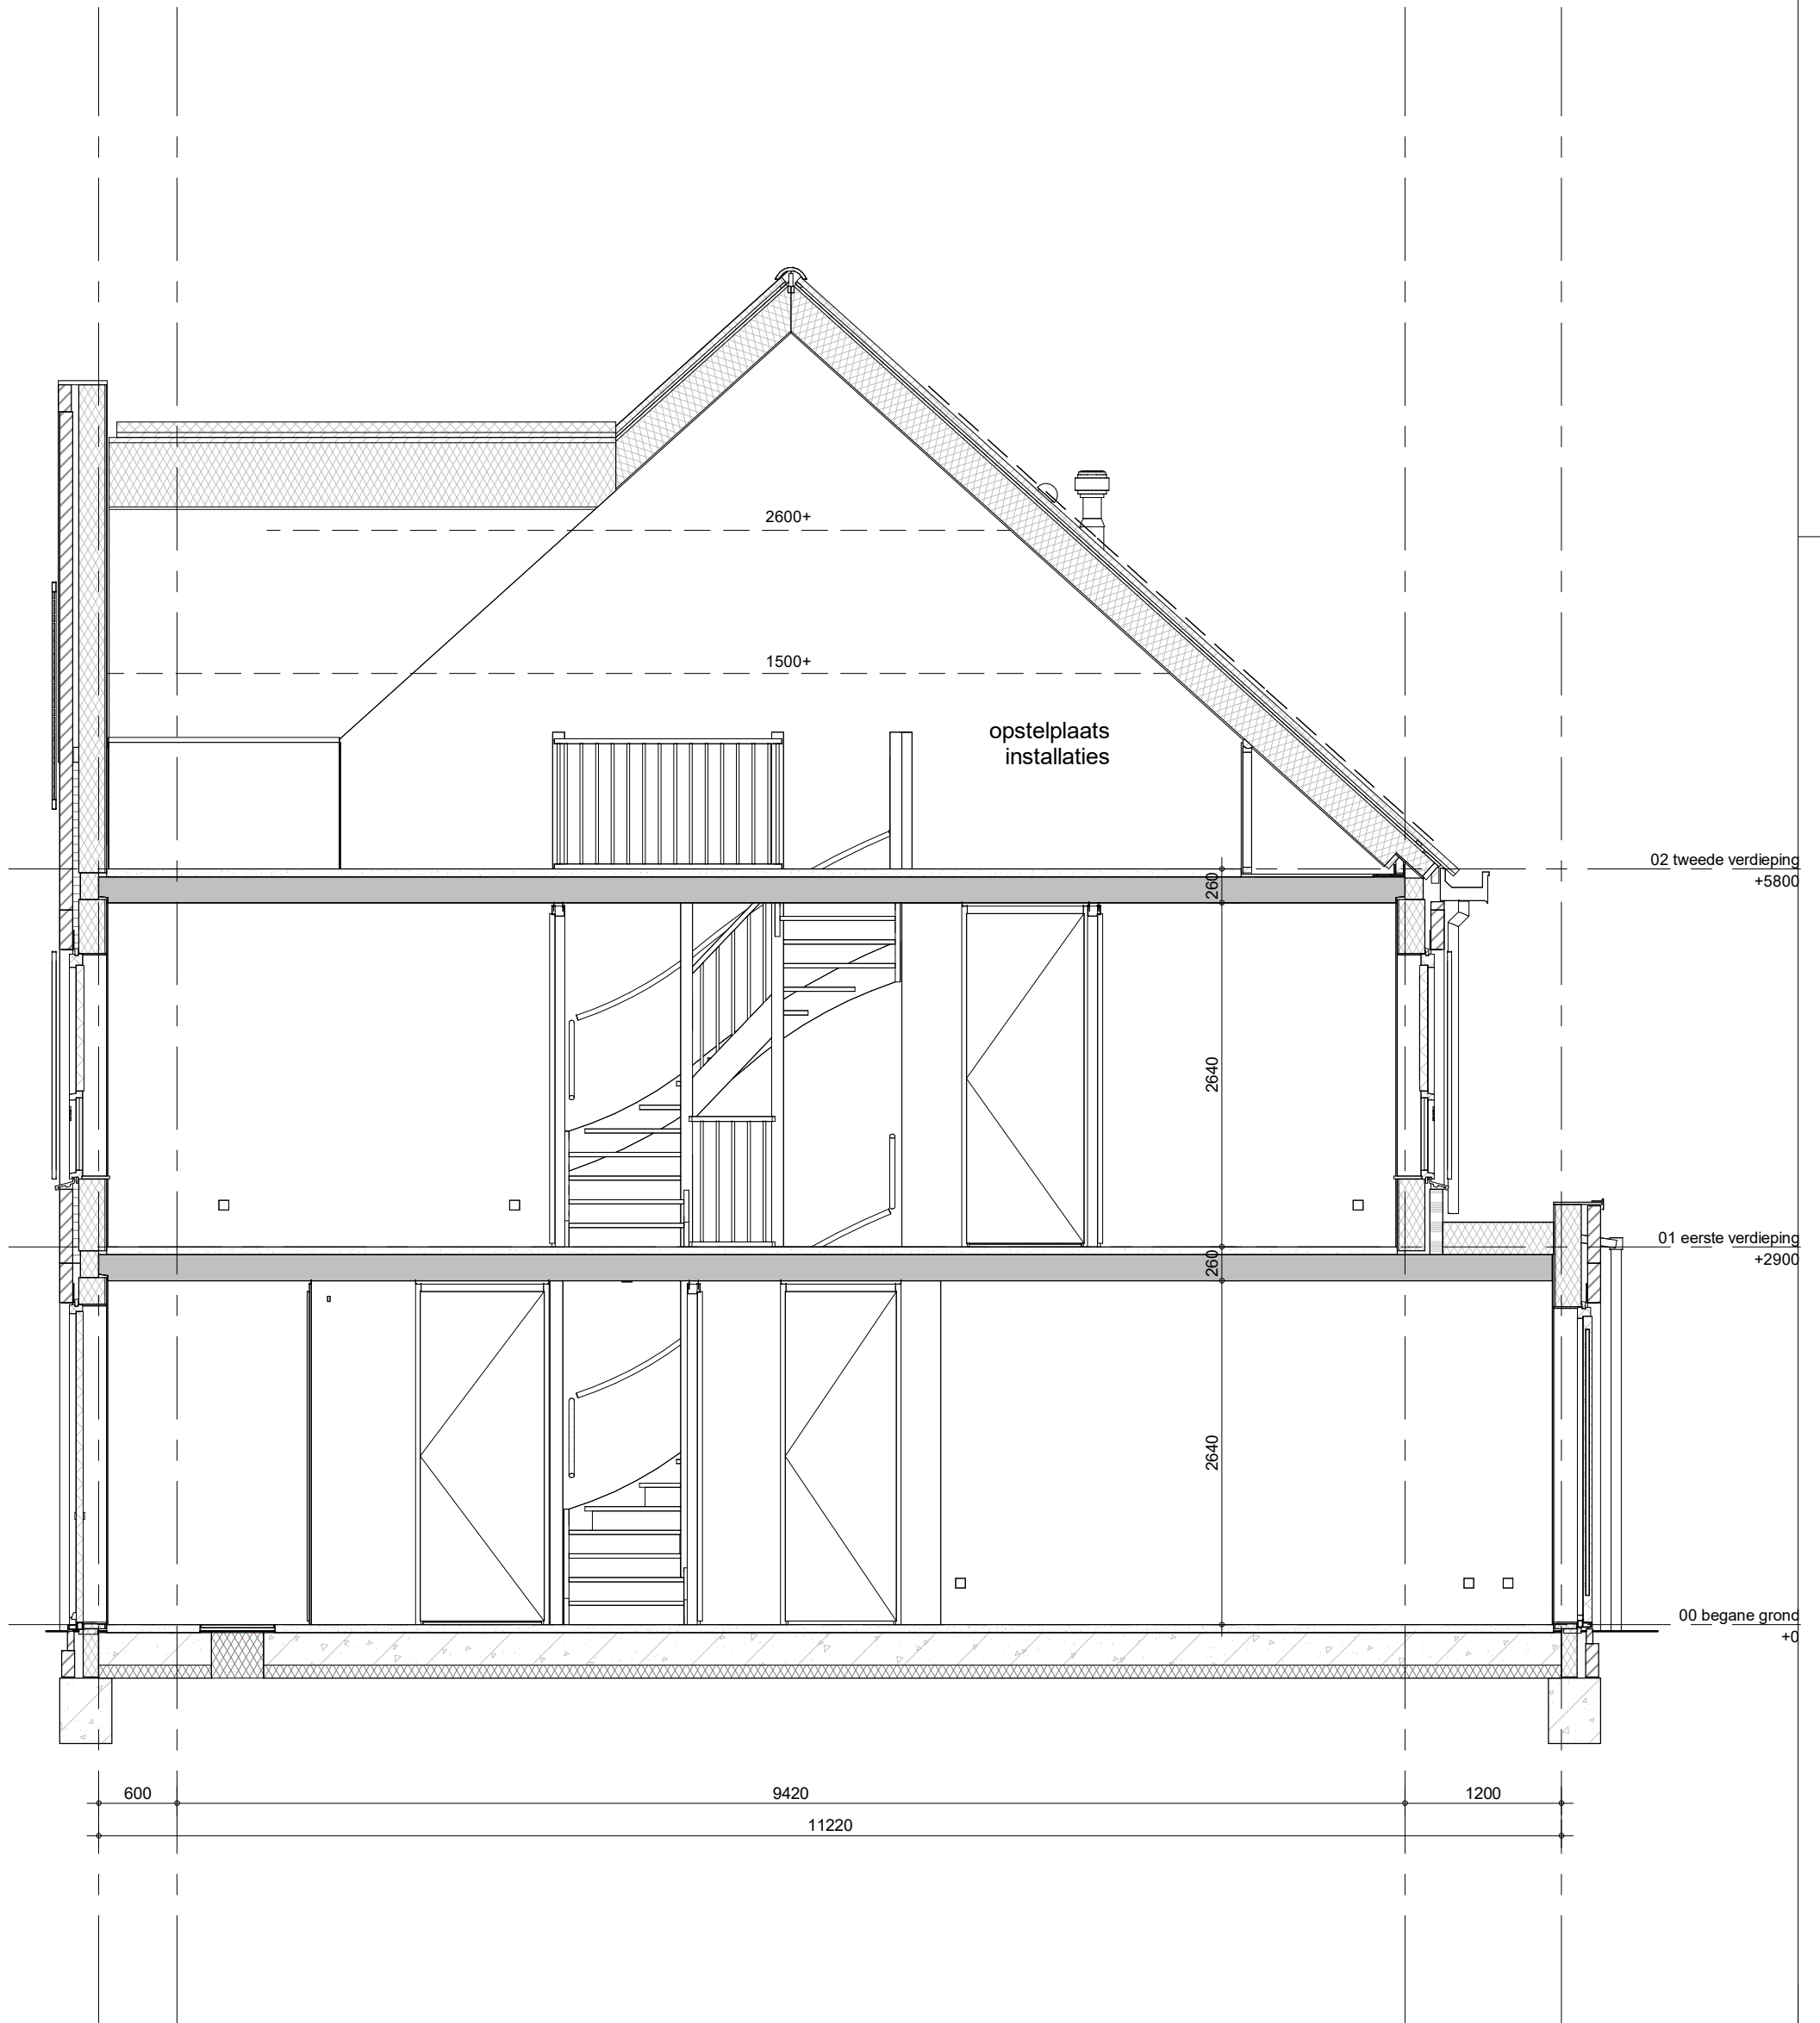 2600+
1500+
opstelplaats
installaties
02 tweede verdieping
+5800
260
2640
01 eerste verdieping
+2900
260
2640
00 begane grond
+0
600
9420
1200
11220